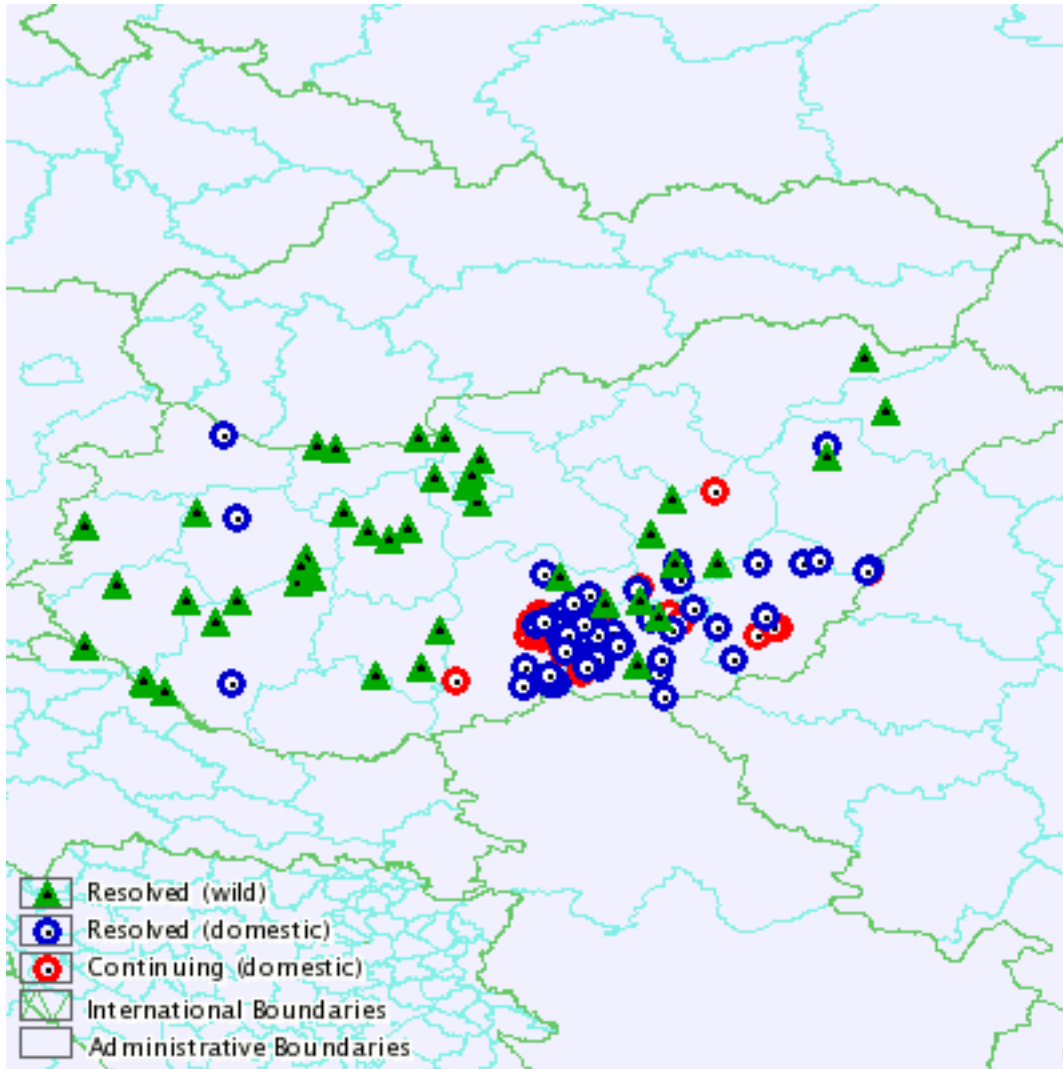 Resolved (wild)
Resolved (domestic)
Continuing (domestic)
International Boundaries
Administrative Boundaries